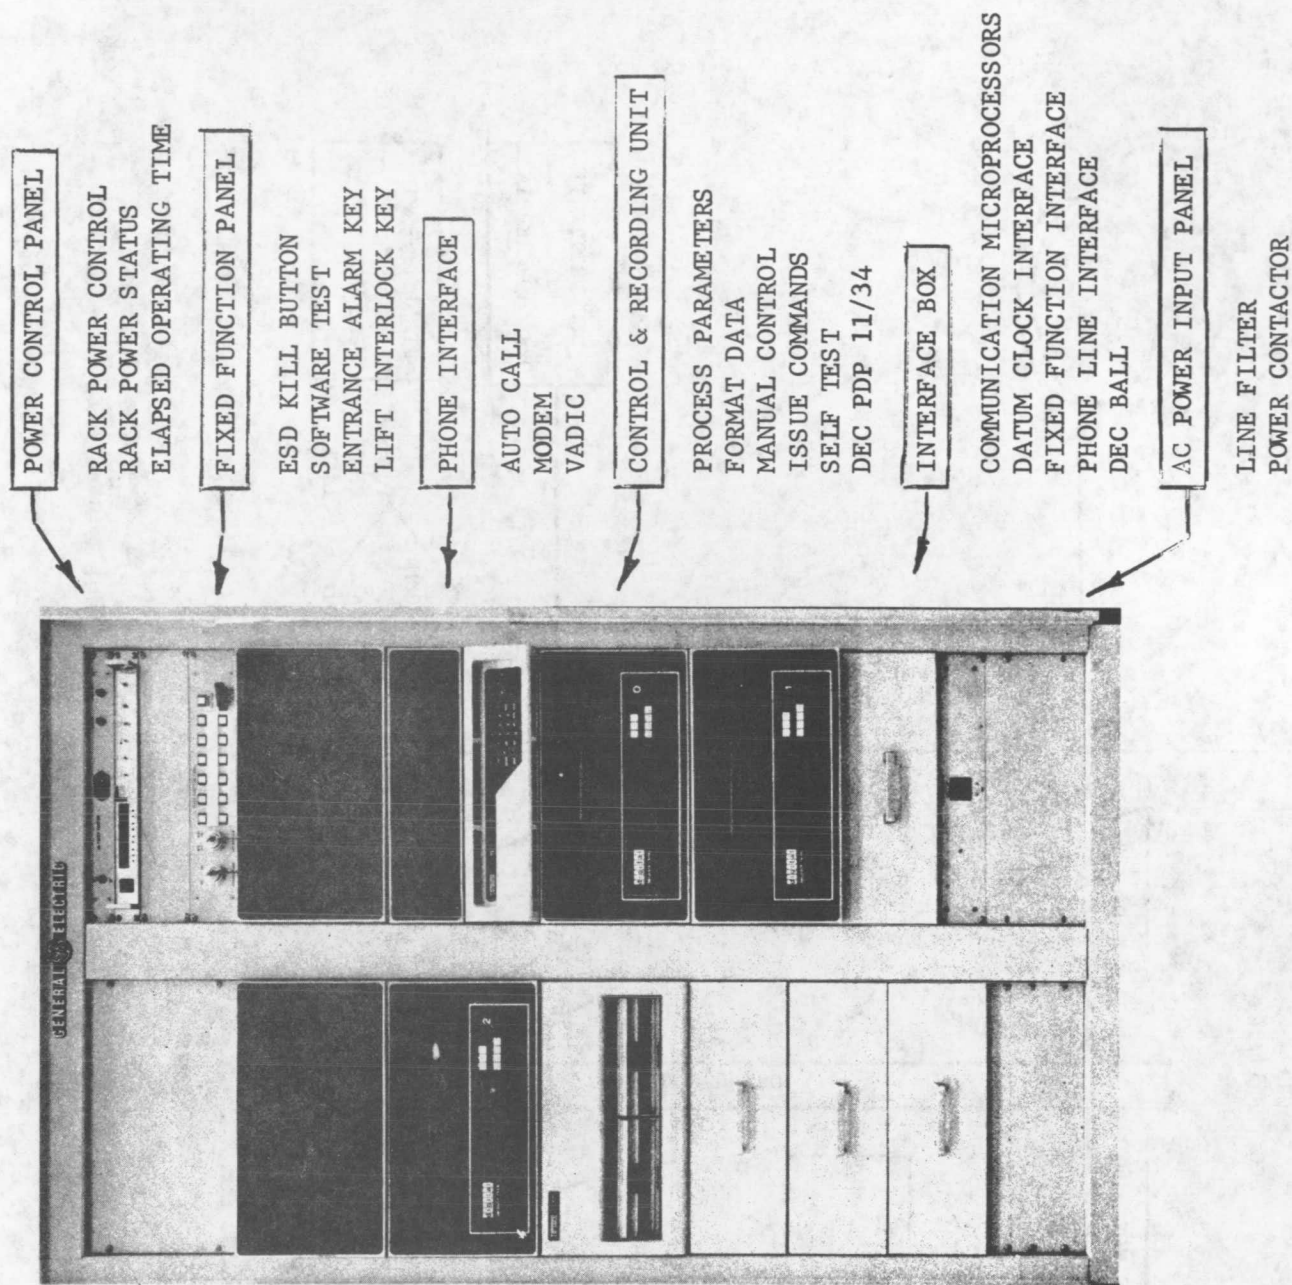 GENERAL ELECTRIC
POWER CONTROL PANEL
RACK POWER CONTROL
RACK POWER STATUS
ELAPSED OPERATING TIME
FIXED FUNCTION PANEL
ESD KILL BUTTON
SOFTWARE TEST
ENTRANCE ALARM KEY
LIFT INTERLOCK KEY
PHONE INTERFACE
AUTO CALL
MODEM
VADIC
CONTROL & RECORDING UNIT
PROCESS PARAMETERS
FORMAT DATA
MANUAL CONTROL
ISSUE COMMANDS
SELF TEST
DEC PDP 11/34
INTERFACE BOX
COMMUNICATION MICROPROCESSORS
DATUM CLOCK INTERFACE
FIXED FUNCTION INTERFACE
PHONE LINE INTERFACE
DEC BALL
AC POWER INPUT PANEL
LINE FILTER
POWER CONTACTOR
0
1
2